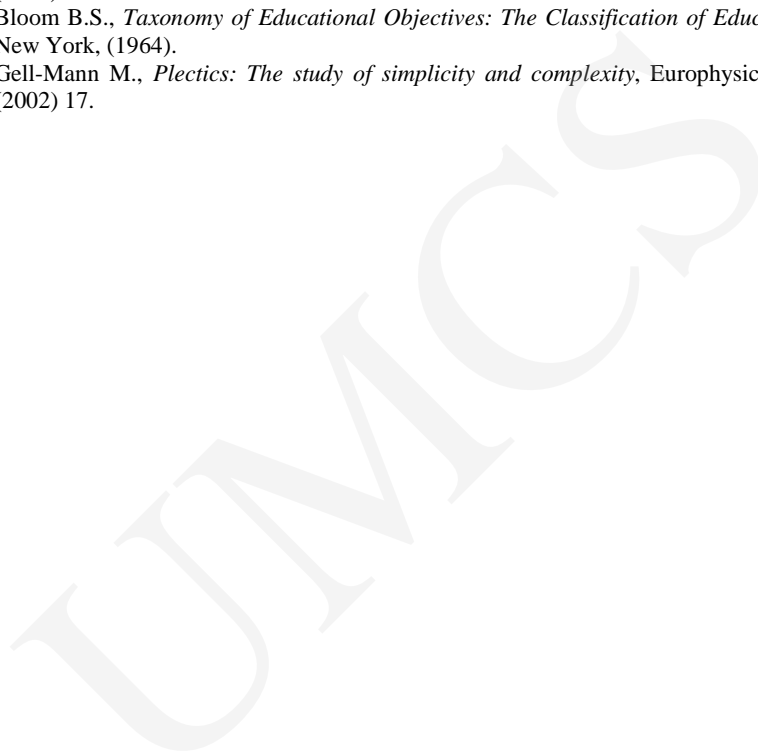 Bloom B.S., Taxonomy of Educational Objectives: The Classification of Educ
New York, (1964).
Gell-Mann M., Plectics: The study of simplicity and complexity, Europhysic
(2002) 17.
UMCS